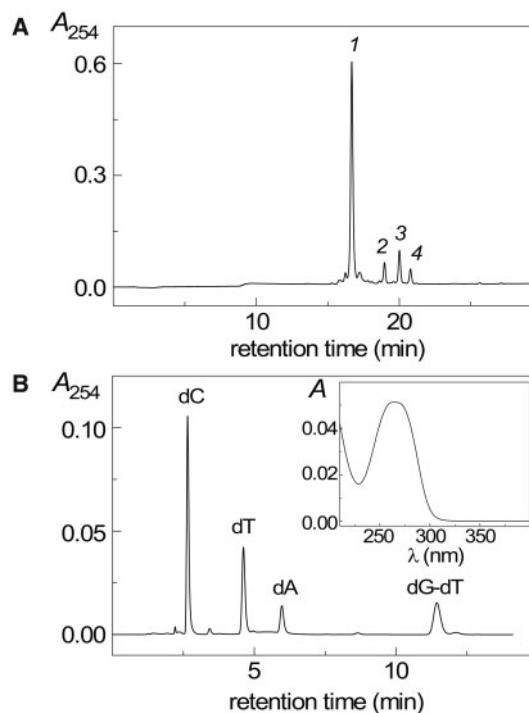 A
A254
0.6
0.3
0.0
1
2
3
4
10
20
retention time (min)
B
A254
0.10
0.05
0.00
dC
dT
dA
dG-dT
5
10
retention time (min)
A
0.04
0.02
0.00
250
300
350
λ (nm)